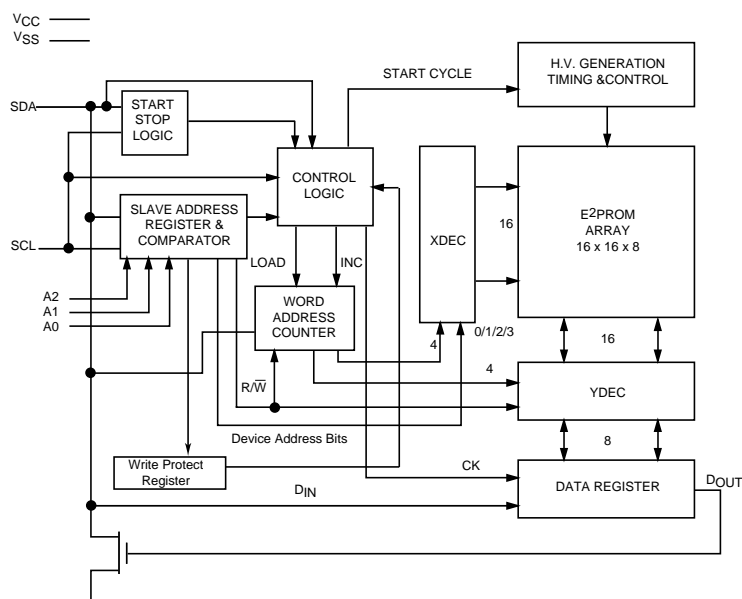 VCC
VSS
H.V. GENERATION
TIMING &CONTROL
START CYCLE
SDA
START
STOP
LOGIC
CONTROL
LOGIC
SLAVE ADDRESS
REGISTER &
COMPARATOR
SCL
XDEC
16
E2PROM
ARRAY
16 x 16 x 8
LOAD
INC
A2
A1
A0
WORD
ADDRESS
COUNTER
4
0/1/2/3
16
4
R/W̅
YDEC
Device Address Bits
8
Write Protect
Register
CK
DIN
DATA REGISTER
DOUT